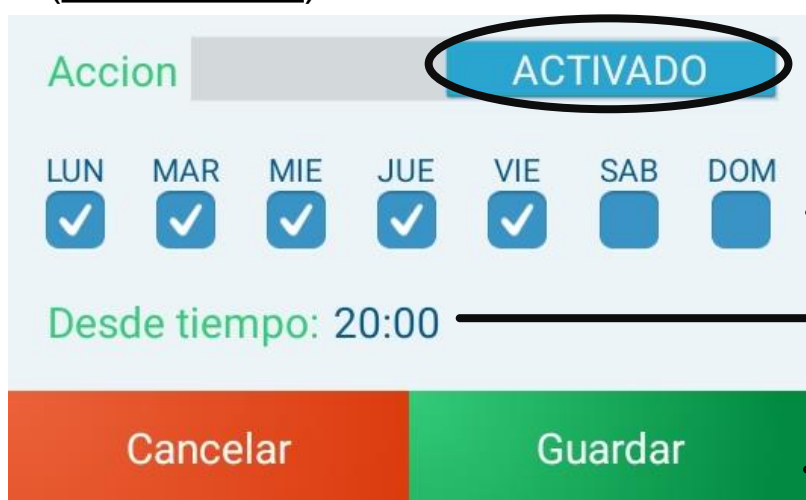 Accion ACTIVADO
LUN MAR MIE JUE VIE SAB DOM
Desde tiempo: 20:00
Cancelar Guardar